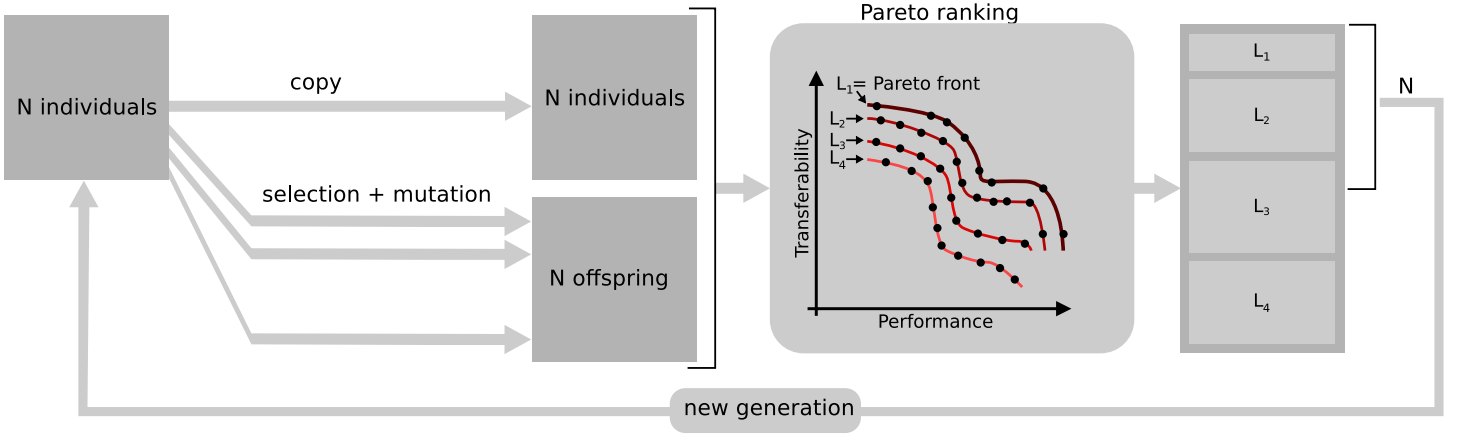 N individuals
copy
selection + mutation
N individuals
N offspring
Pareto ranking
L1= Pareto front
L2
L3
L4
Transferability
Performance
L1
L2
L3
L4
N
new generation